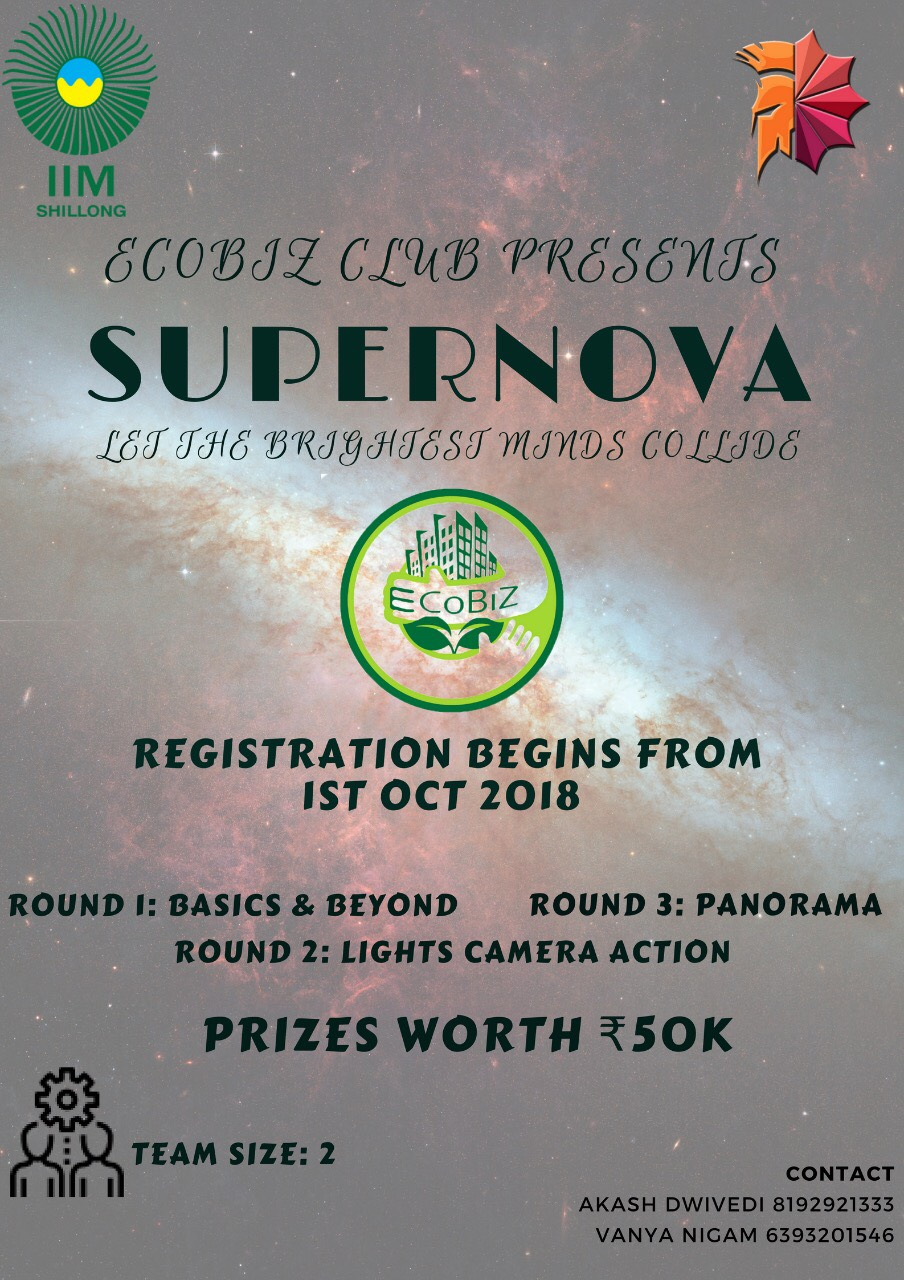 IIM
SHILLONG
ECOBIZ CLUB PRESENTS
SUPERNOVA
LET THE BRIGHTEST MINDS COLLIDE
ECOBIZ
REGISTRATION BEGINS FROM
1ST OCT 2018
ROUND 1: BASICS & BEYOND
ROUND 3: PANORAMA
ROUND 2: LIGHTS CAMERA ACTION
PRIZES WORTH ₹50K
TEAM SIZE: 2
CONTACT
AKASH DWIVEDI 8192921333
VANYA NIGAM 6393201546